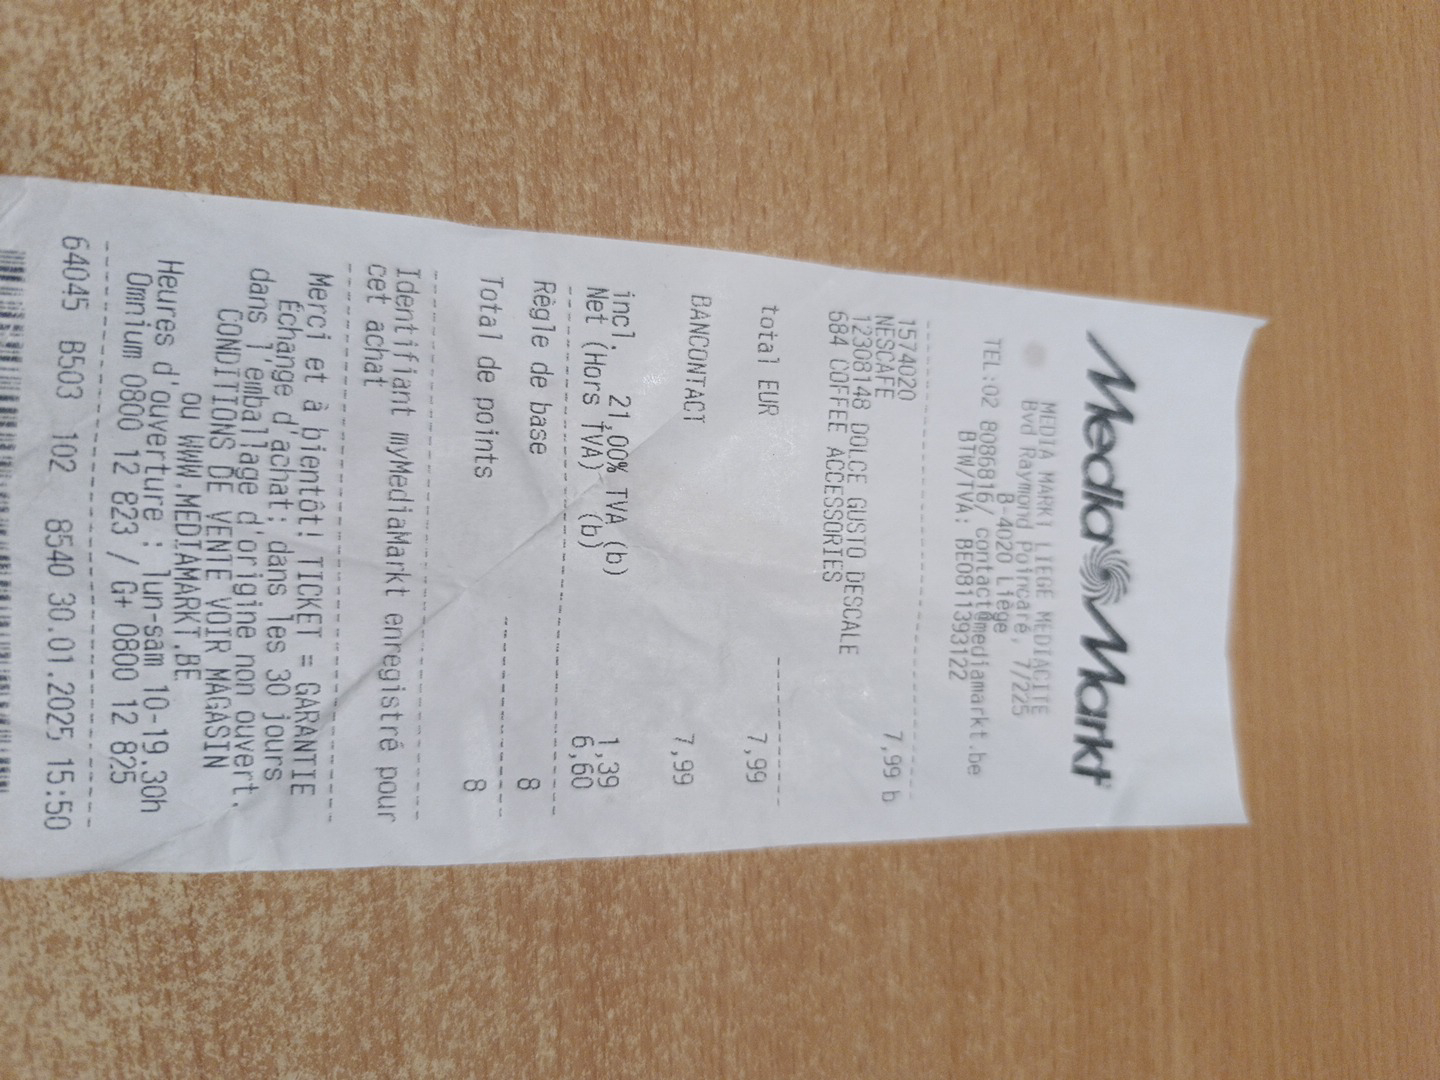 Media Markt
MEDIA MARKT LIEGE MEDIACITE
Bvd Raymond Poincaré, 7/225
B-4020 Liège
TEL:02 8086816/ contact@mediamarkt.be
BTW/TVA: BE0811393122
1574020 7,99 b
NESCAFE
12308148 DOLCE GUSTO DESCALE
684 COFFEE ACCESSORIES
total EUR 7,99
BANCONTACT 7,99
incl. 21,00% TVA (b) 1,39
Net (Hors TVA) (b) 6,60
Règle de base 8
Total de points 8
Identifiant myMediaMarkt enregistré pour
cet achat
Merci et à bientôt! TICKET = GARANTIE
Échange d'achat: dans les 30 jours
dans l'emballage d'origine non ouvert.
CONDITIONS DE VENTE VOIR MAGASIN
ou WWW.MEDIAMARKT.BE
Heures d'ouverture : lun-sam 10-19.30h
Omnium 0800 12 823 / G+ 0800 12 825
64045 B503 102 8540 30.01.2025 15:50